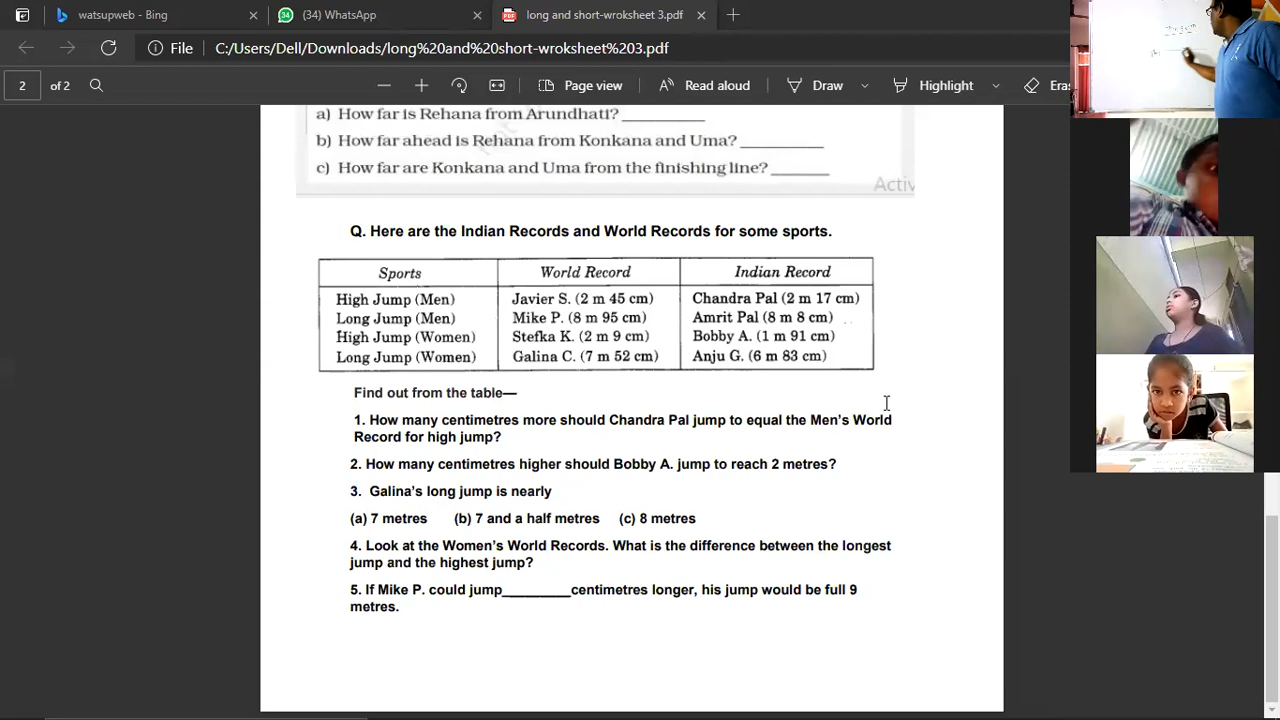 watsupweb - Bing
(34) WhatsApp
long and short-wroksheet 3.pdf
File
C:/Users/Dell/Downloads/long%20and%20short-wroksheet%203.pdf
2 of 2
Page view
Read aloud
Draw
Highlight
Eras
a) How far is Rehana from Arundhati? __________
b) How far ahead is Rehana from Konkana and Uma? __________
c) How far are Konkana and Uma from the finishing line? _______
Activ
Q. Here are the Indian Records and World Records for some sports.
Sports World Record Indian Record
High Jump (Men) Javier S. (2 m 45 cm) Chandra Pal (2 m 17 cm)
Long Jump (Men) Mike P. (8 m 95 cm) Amrit Pal (8 m 8 cm)
High Jump (Women) Stefka K. (2 m 9 cm) Bobby A. (1 m 91 cm)
Long Jump (Women) Galina C. (7 m 52 cm) Anju G. (6 m 83 cm)
Find out from the table—
1. How many centimetres more should Chandra Pal jump to equal the Men’s World
Record for high jump?
2. How many centimetres higher should Bobby A. jump to reach 2 metres?
3. Galina’s long jump is nearly
(a) 7 metres (b) 7 and a half metres (c) 8 metres
4. Look at the Women’s World Records. What is the difference between the longest
jump and the highest jump?
5. If Mike P. could jump_________centimetres longer, his jump would be full 9
metres.